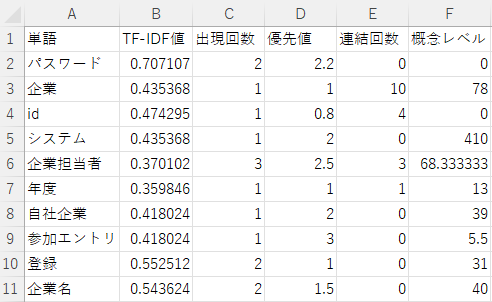 A B C D E F
1 単語 TF-IDF値 出現回数 優先値 連結回数 概念レベル
2 パスワード 0.707107 2 2.2 0 0
3 企業 0.435368 1 1 10 78
4 id 0.474295 1 0.8 4 0
5 システム 0.435368 1 2 0 410
6 企業担当者 0.370102 3 2.5 3 68.333333
7 年度 0.359846 1 1 1 13
8 自社企業 0.418024 1 2 0 39
9 参加エントリ 0.418024 1 3 0 5.5
10 登録 0.552512 2 1 0 31
11 企業名 0.543624 2 1.5 0 40